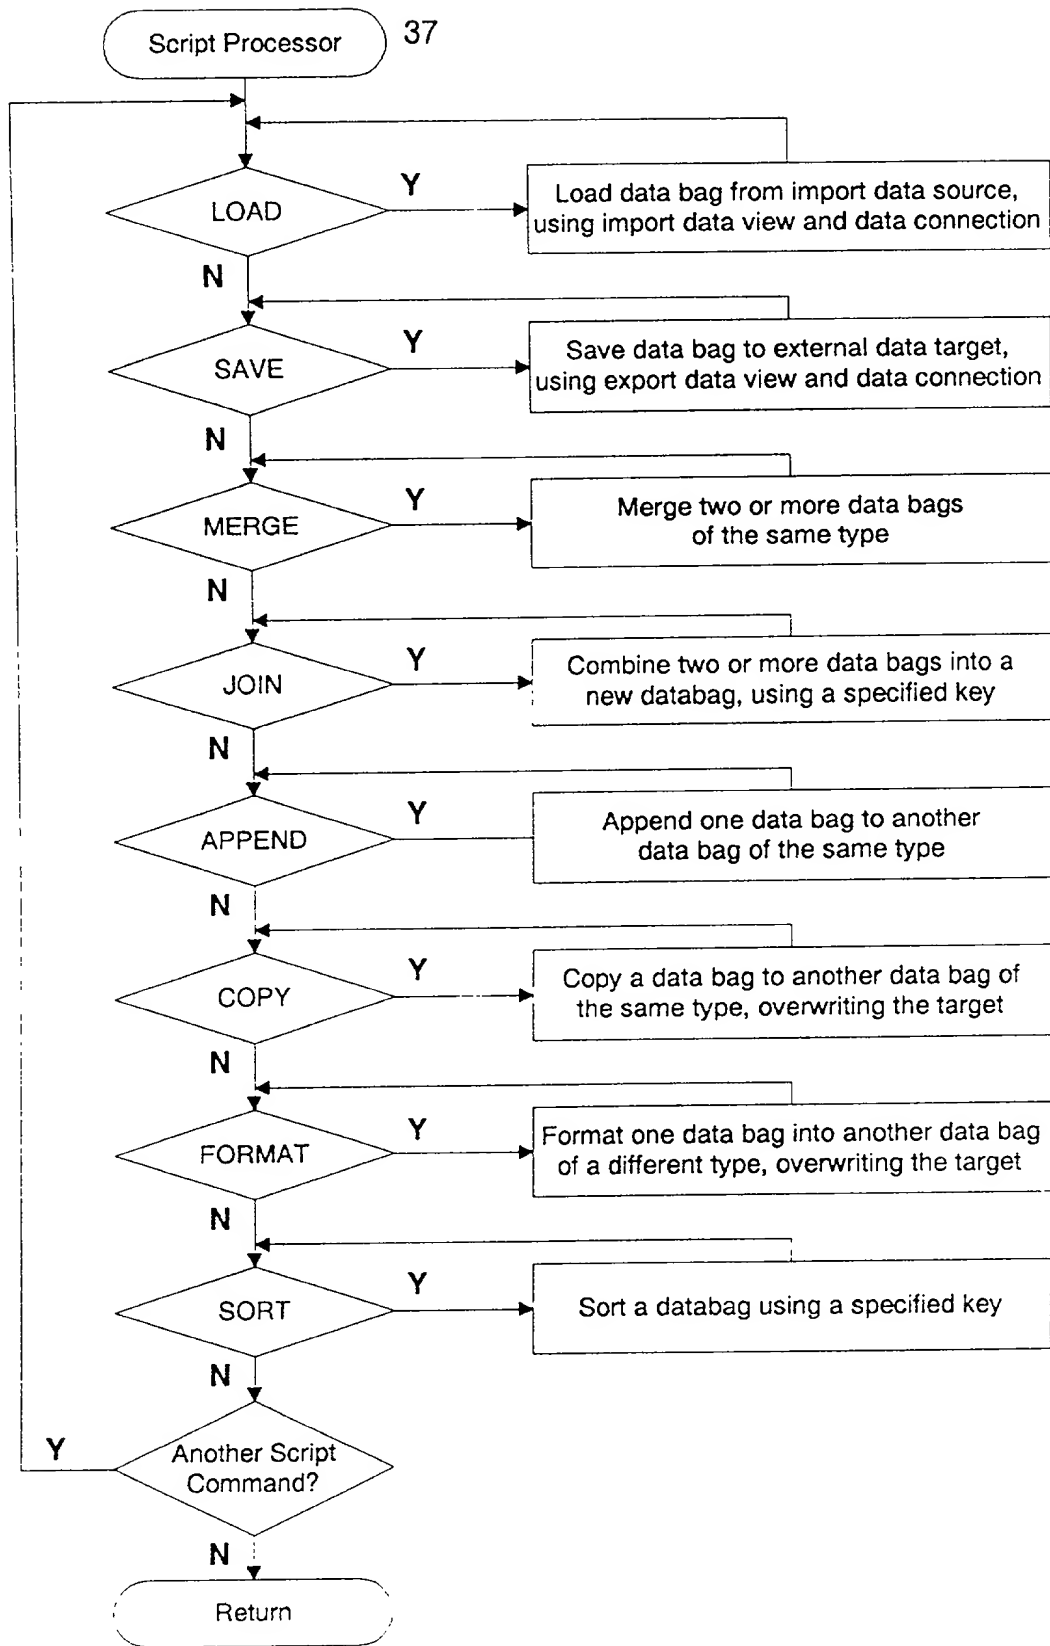 Script Processor
37
LOAD
Y
Load data bag from import data source,
using import data view and data connection
N
SAVE
Y
Save data bag to external data target,
using export data view and data connection
N
MERGE
Y
Merge two or more data bags
of the same type
N
JOIN
Y
Combine two or more data bags into a
new databag, using a specified key
N
APPEND
Y
Append one data bag to another
data bag of the same type
N
COPY
Y
Copy a data bag to another data bag of
the same type, overwriting the target
N
FORMAT
Y
Format one data bag into another data bag
of a different type, overwriting the target
N
SORT
Y
Sort a databag using a specified key
N
Y
Another Script
Command?
N
Return